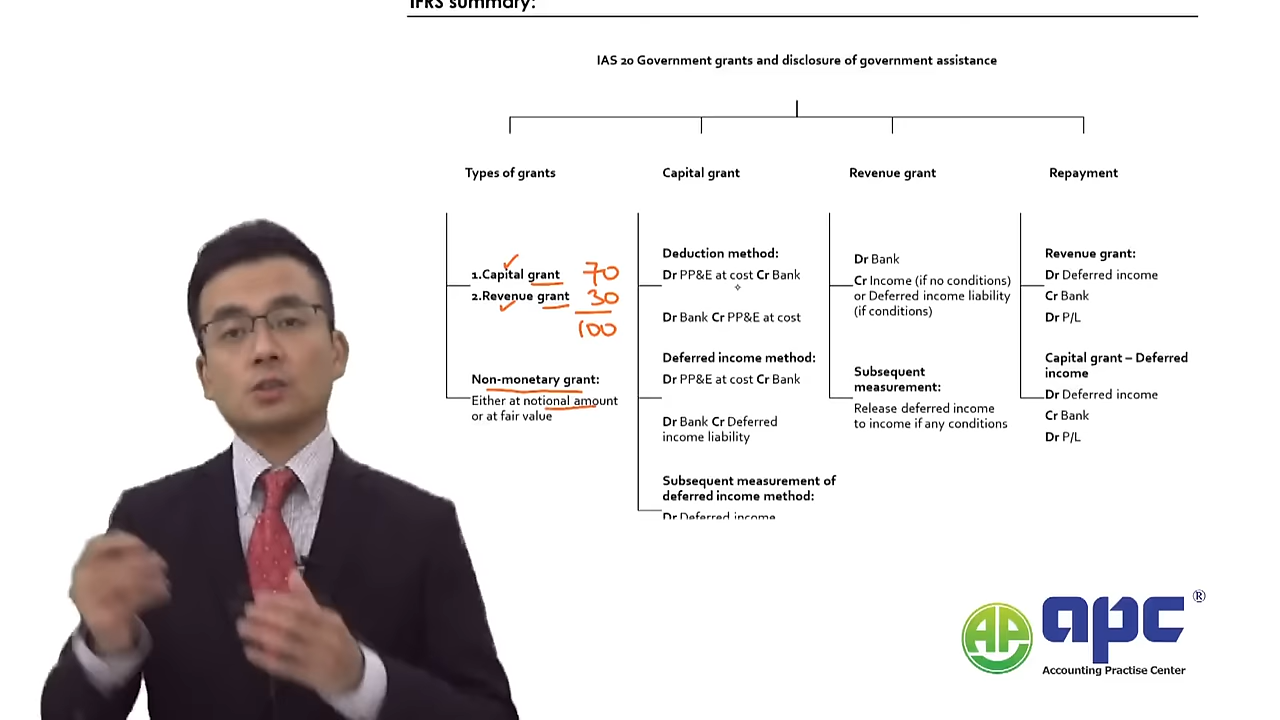 IFRS summary:
IAS 20 Government grants and disclosure of government assistance
Types of grants
1.Capital grant 70
2.Revenue grant 30
100
Non-monetary grant:
Either at notional amount
or at fair value
Capital grant
Deduction method:
Dr PP&E at cost Cr Bank
Dr Bank Cr PP&E at cost
Deferred income method:
Dr PP&E at cost Cr Bank
Dr Bank Cr Deferred
income liability
Subsequent measurement of
deferred income method:
Dr Deferred income
Revenue grant
Dr Bank
Cr Income (if no conditions)
or Deferred income liability
(if conditions)
Subsequent
measurement:
Release deferred income
to income if any conditions
Repayment
Revenue grant:
Dr Deferred income
Cr Bank
Dr P/L
Capital grant – Deferred
income
Dr Deferred income
Cr Bank
Dr P/L
AP
apc ®
Accounting Practise Center